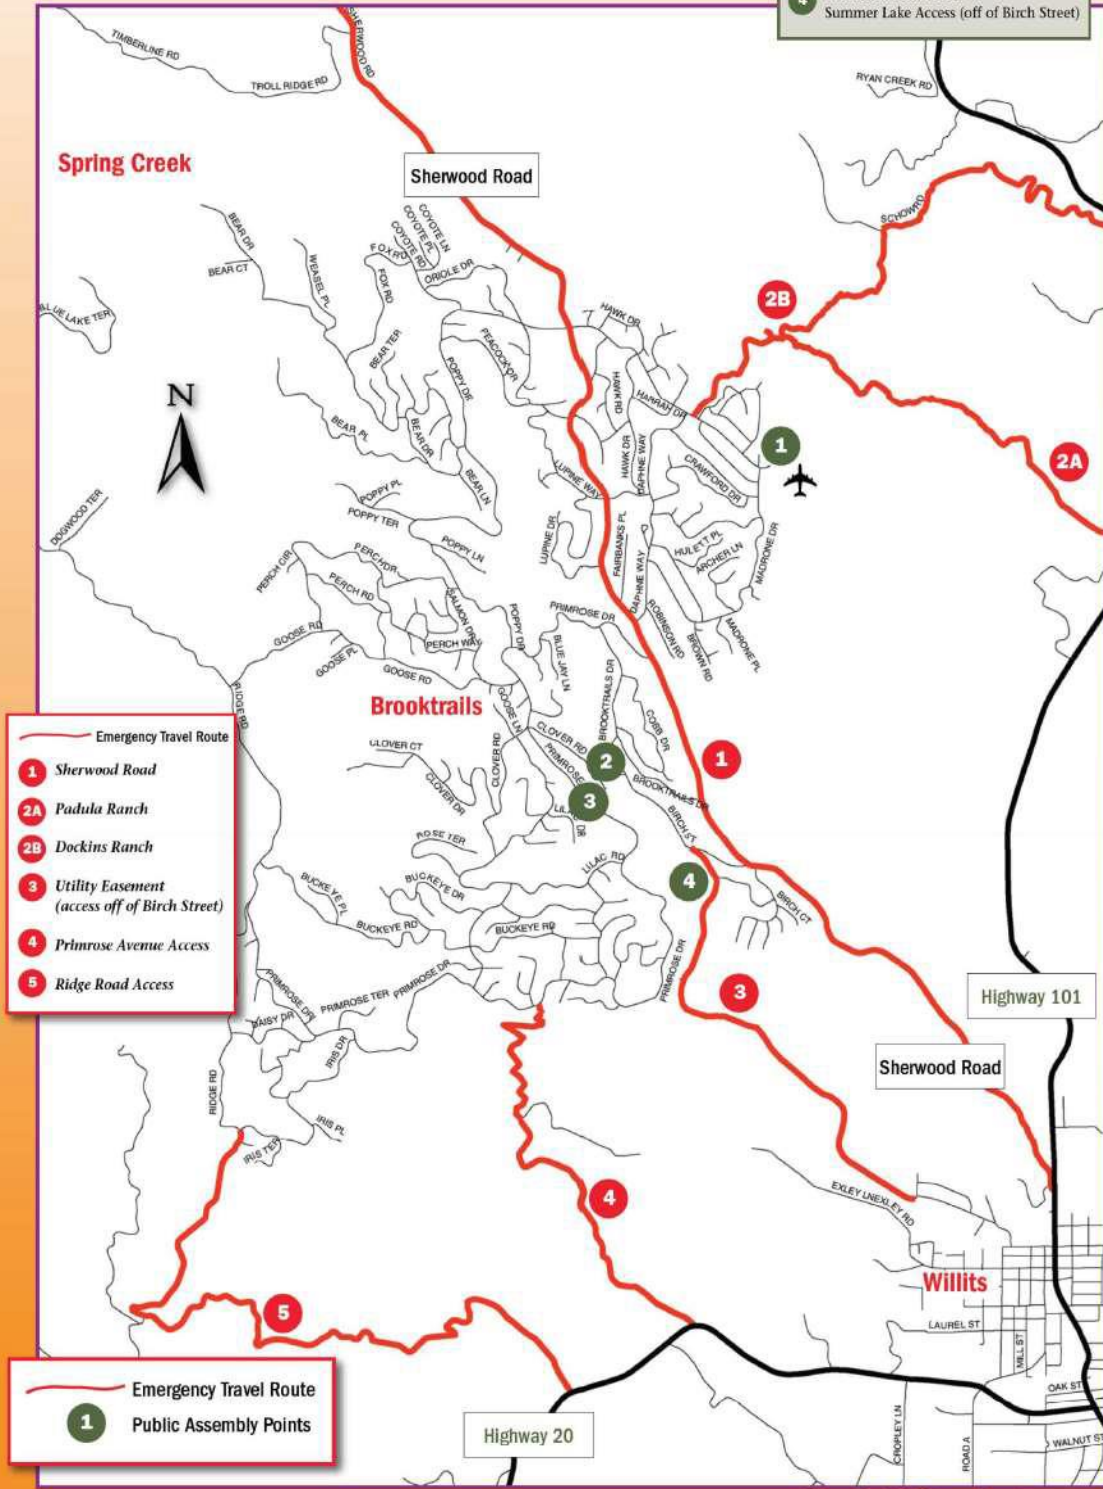 4
Summer Lake Access (off of Birch Street)
SHERWOOD RD
TIMBERLINE RD
TROLL RIDGE RD
RYAN CREEK RD
Spring Creek
Sherwood Road
SCHOW RD
BEAR DR
BEAR CT
WEASEL PL
COYOTE LN
COYOTE PL
COYOTE RD
FOX RD
FOX RD
ORIOLE DR
BLUE LAKE TER
BEAR TER
PEACOCK DR
POPPY DR
HAWK DR
2B
N
HAWK RD
HARRAH DR
BEAR PL
BEAR DR
BEAR LN
HAWK DR
DAPHNE WAY
CRAWFORD DR
1
2A
LUPINE WAY
DOGWOOD TER
POPPY PL
POPPY TER
POPPY LN
LUPINE DR
FAIRBANKS PL
HULETT PL
ARCHER LN
MADRONE DR
PERCH CIR
PERCH DR
PERCH RD
SALMON DR
PERCH WAY
POPPY DR
PRIMROSE DR
DAPHNE WAY
ROBINSON RD
BROWN RD
MADRONE PL
GOOSE RD
GOOSE PL
GOOSE RD
BLUE JAY LN
BROOKTRAILS DR
RIDGE RD
Brooktrails
GOOSE LN
COBB DR
CLOVER RD
CLOVER CT
CLOVER RD
PRIMROSE
2
1
CLOVER DR
BROOKTRAILS DR
3
LILAC DR
BIRCH ST
ROSE TER
LILAC RD
4
BUCKEYE PL
BUCKEYE DR
BIRCH CT
BUCKEYE RD
BUCKEYE RD
PRIMROSE DR
3
PRIMROSE DR
PRIMROSE TER
PRIMROSE DR
DAISY DR
IRIS DR
Highway 101
Sherwood Road
RIDGE RD
IRIS PL
IRIS TER
4
EXLEY LN
EXLEY RD
Willits
5
LAUREL ST
MILL ST
OAK ST
CROPLEY LN
ROAD A
WALNUT ST
Highway 20
Emergency Travel Route
1 Sherwood Road
2A Padula Ranch
2B Dockins Ranch
3 Utility Easement
(access off of Birch Street)
4 Primrose Avenue Access
5 Ridge Road Access
Emergency Travel Route
1 Public Assembly Points